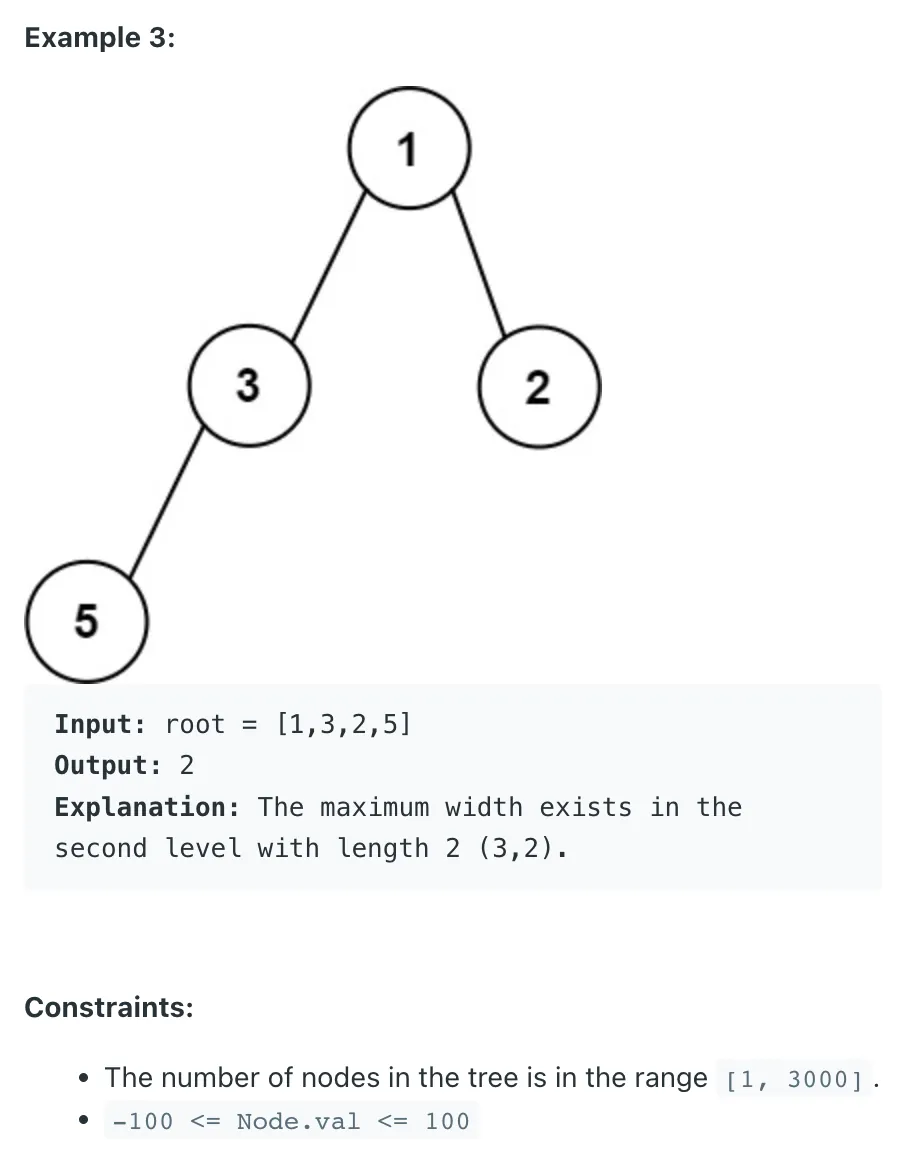 Example 3:
1
3
2
5
Input: root = [1,3,2,5]
Output: 2
Explanation: The maximum width exists in the
second level with length 2 (3,2).
Constraints:
• The number of nodes in the tree is in the range [1, 3000].
• -100 <= Node.val <= 100